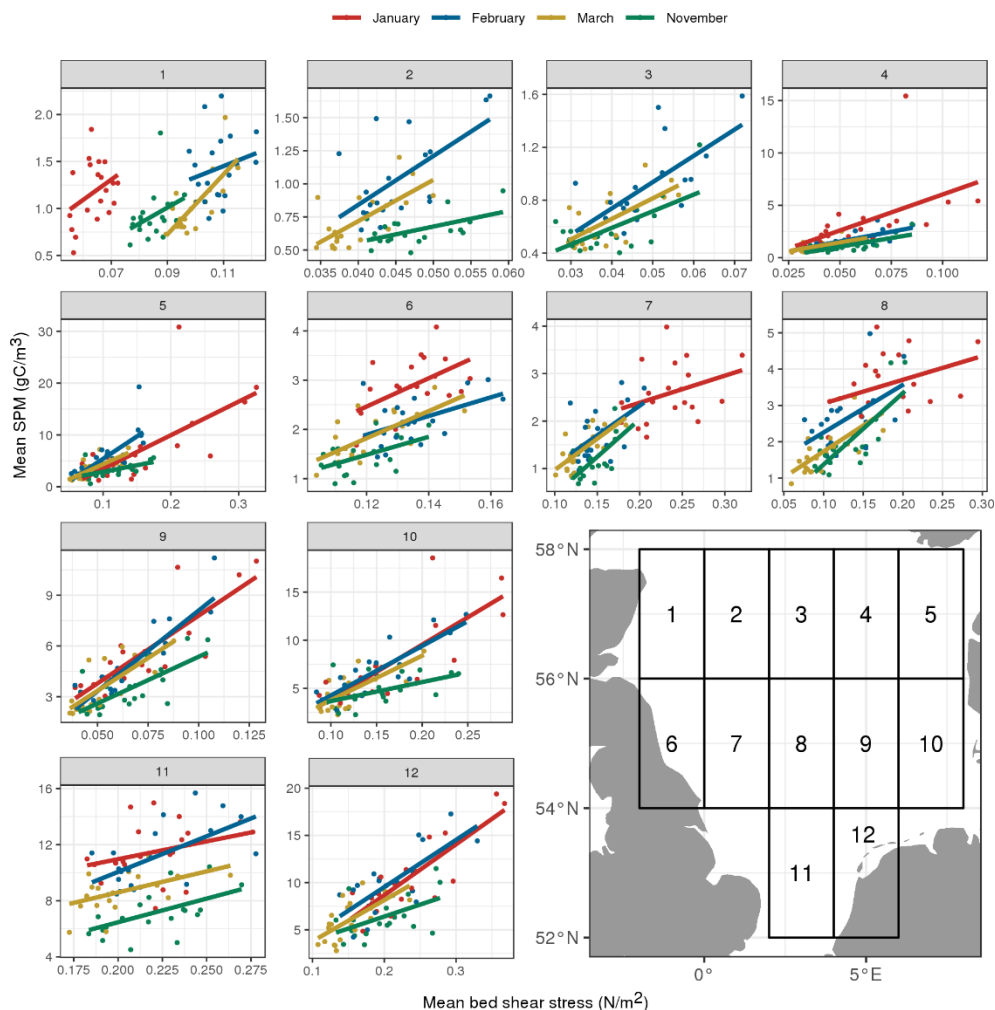 January February March November
1 2 3 4
2.0
1.5
1.0
0.5
0.07 0.09 0.11
1.50
1.25
1.00
0.75
0.50
0.035 0.040 0.045 0.050 0.055 0.060
1.6
1.2
0.8
0.4
0.03 0.04 0.05 0.06 0.07
15
10
5
0
0.025 0.050 0.075 0.100
5 6 7 8
30
20
10
0
0.1 0.2 0.3
4
3
2
1
0.12 0.14 0.16
4
3
2
1
0.10 0.15 0.20 0.25 0.30
5
4
3
2
1
0.05 0.10 0.15 0.20 0.25 0.30
Mean SPM (gC/m³)
9 10
9
6
3
0.050 0.075 0.100 0.125
15
10
5
0.10 0.15 0.20 0.25
11 12
16
12
8
4
0.175 0.200 0.225 0.250 0.275
20
15
10
5
0.1 0.2 0.3
Mean bed shear stress (N/m²)
58°N
56°N
54°N
52°N
1 2 3 4 5
6 7 8 9 10
12
11
0° 5°E